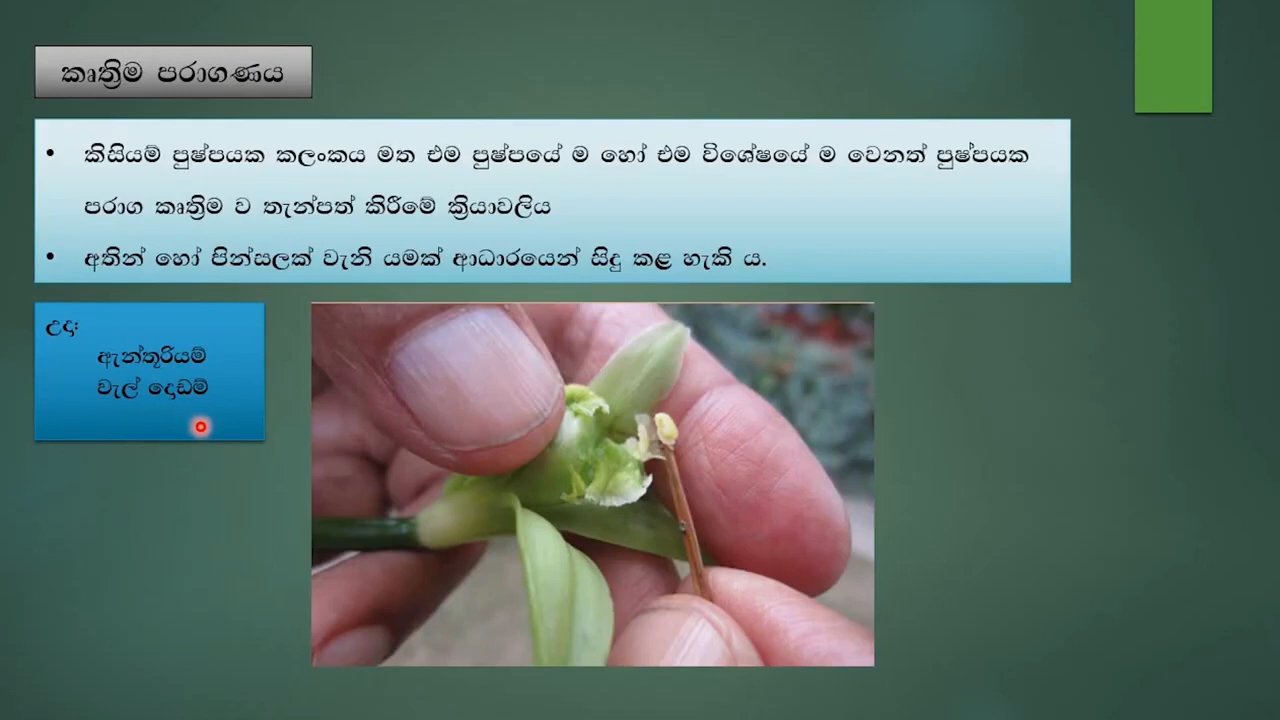 කෘත්‍රිම පරාගණය
• කිසියම් පුෂ්පයක කලංකය මත එම පුෂ්පයේ ම හෝ එම විශේෂයේ ම වෙනත් පුෂ්පයක
පරාග කෘත්‍රිම ව තැන්පත් කිරීමේ ක්‍රියාවලිය
• අතින් හෝ පින්සලක් වැනි යමක් ආධාරයෙන් සිදු කළ හැකි ය.
උදා:
ඇන්තූරියම්
වැල් දොඩම්